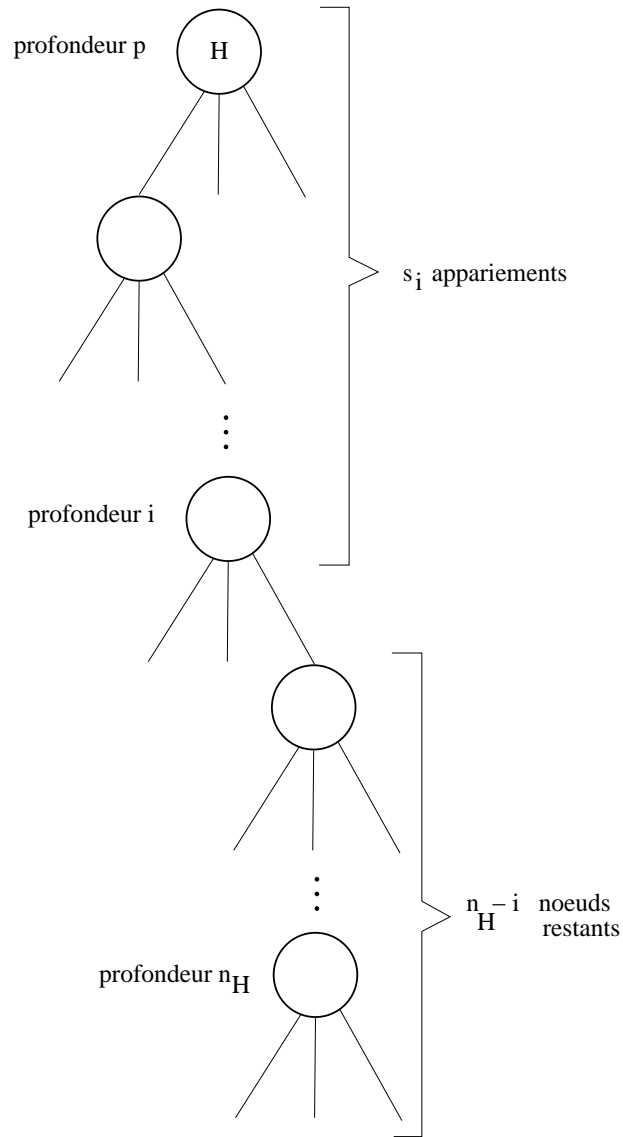 profondeur p
H
s_i appariements
profondeur i
n_H – i noeuds
restants
profondeur n_H